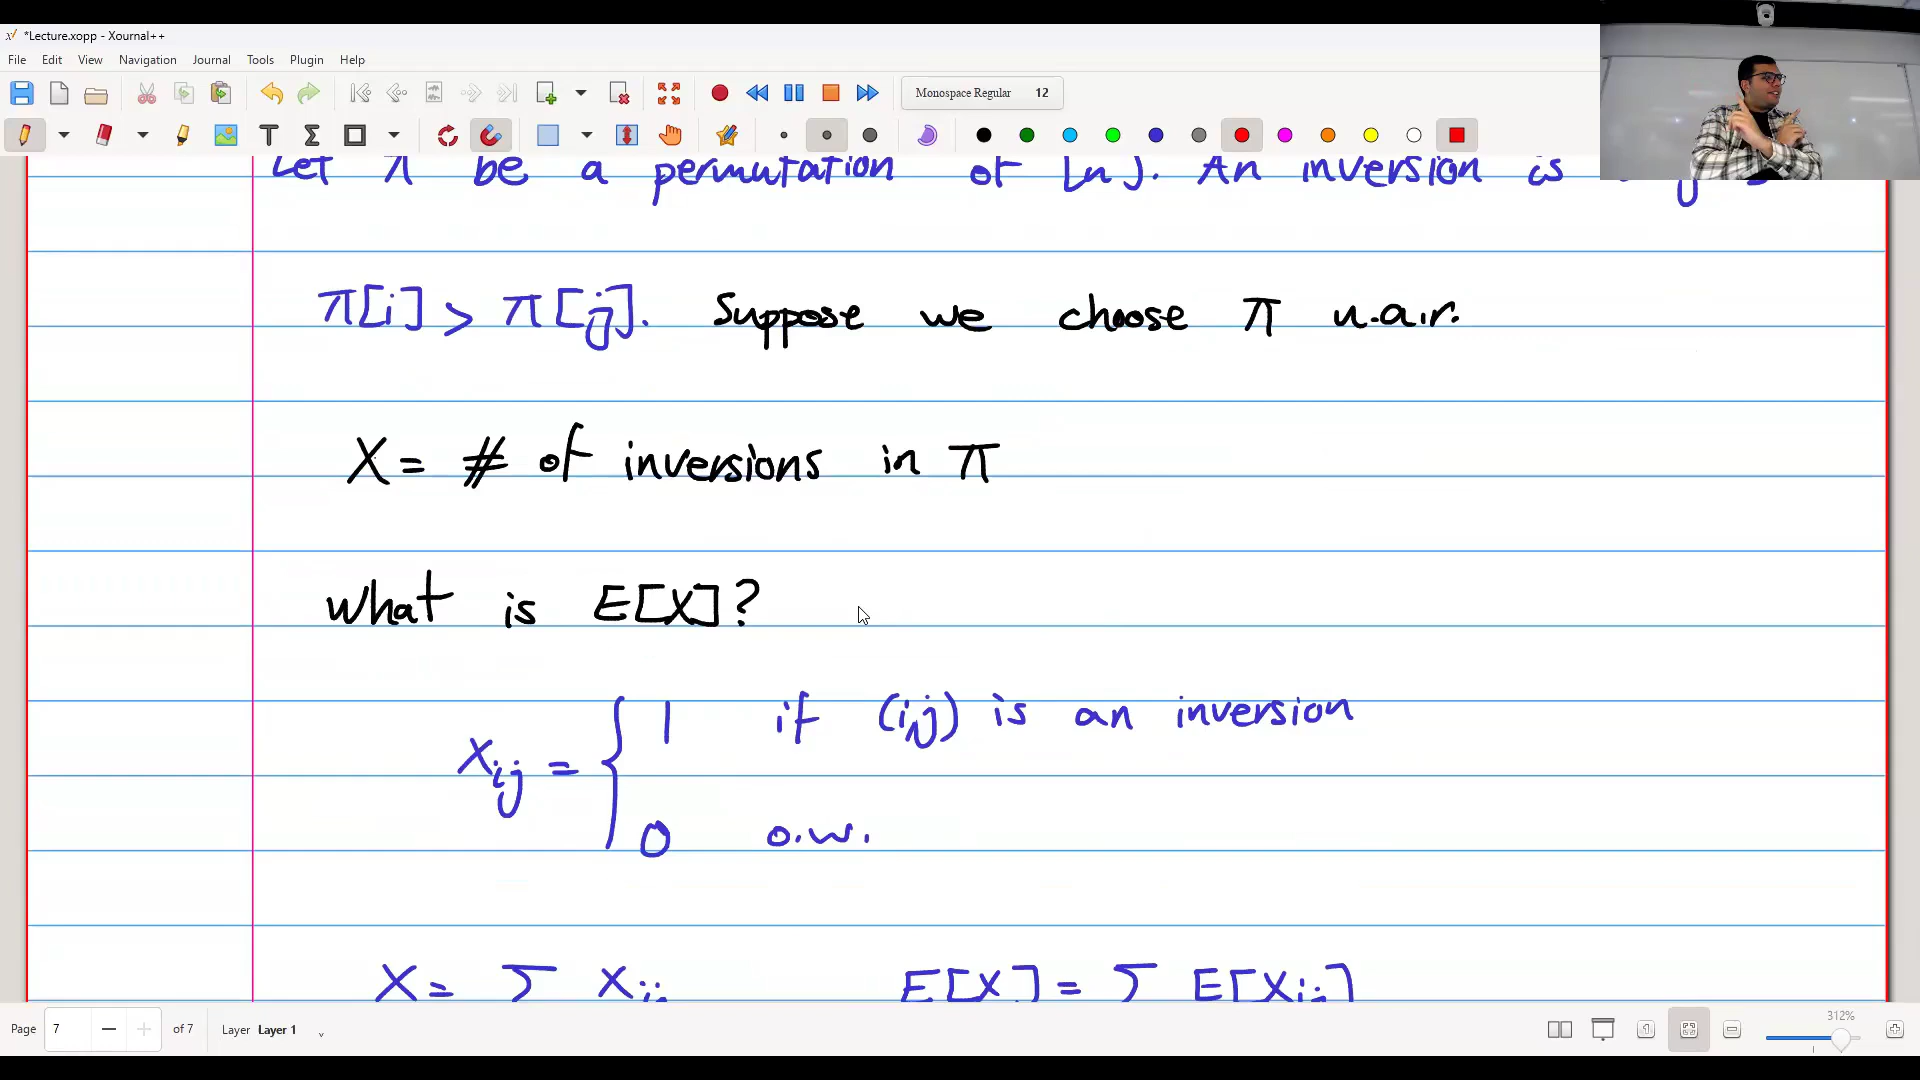 *Lecture.xopp - Xournal++
File Edit View Navigation Journal Tools Plugin Help
Monospace Regular 12
Let π be a permutation of [n]. An inversion is
π[i] > π[j]. Suppose we choose π u.a.r.
X = # of inversions in π
What is E[X]?
X_ij = { 1 if (i,j) is an inversion
0 o.w.
X = Σ X_ij E[X] = Σ E[X_ij]
Page 7 of 7 Layer Layer 1 312%